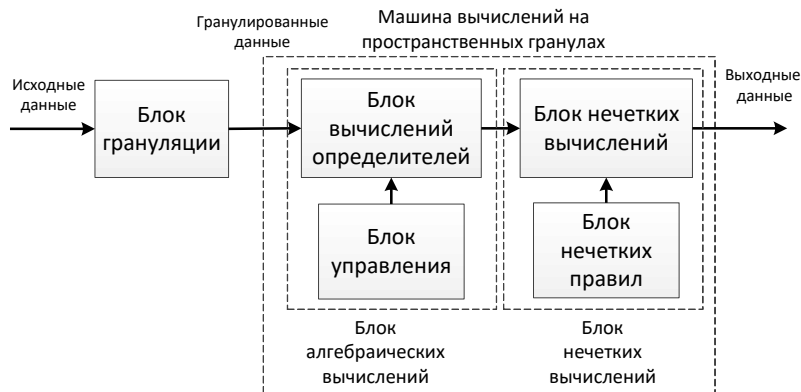 Гранулированные
данные
Машина вычислений на
пространственных гранулах
Исходные
данные
Выходные
данные
Блок
грануляции
Блок
вычислений
определителей
Блок нечетких
вычислений
Блок
управления
Блок
нечетких
правил
Блок
алгебраических
вычислений
Блок
нечетких
вычислений